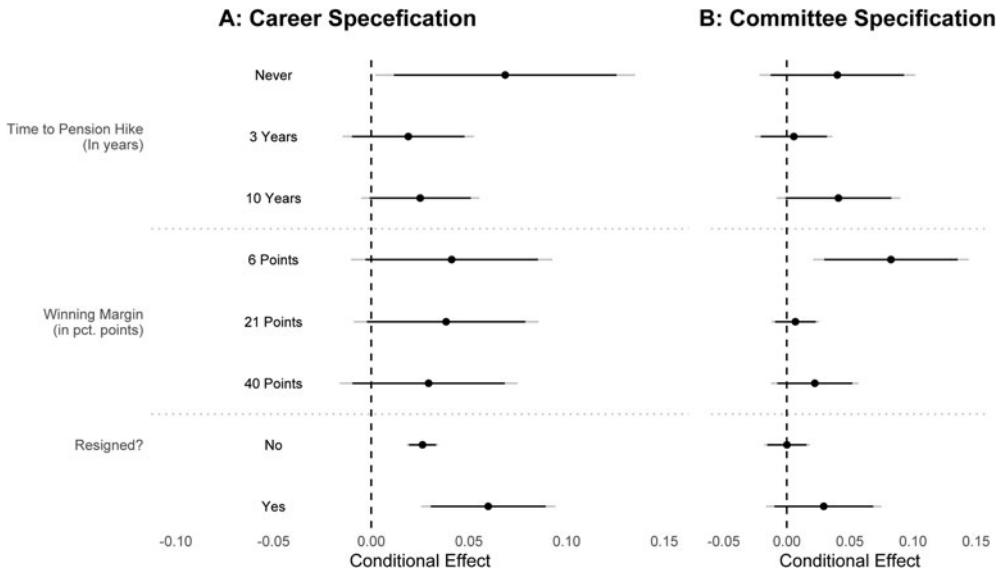 A: Career Specefication
B: Committee Specification
Never
Time to Pension Hike
(In years)
3 Years
10 Years
6 Points
Winning Margin
(in pct. points)
21 Points
40 Points
Resigned?
No
Yes
-0.10
-0.05
0.00
0.05
0.10
0.15
-0.05
0.00
0.05
0.10
0.15
Conditional Effect
Conditional Effect